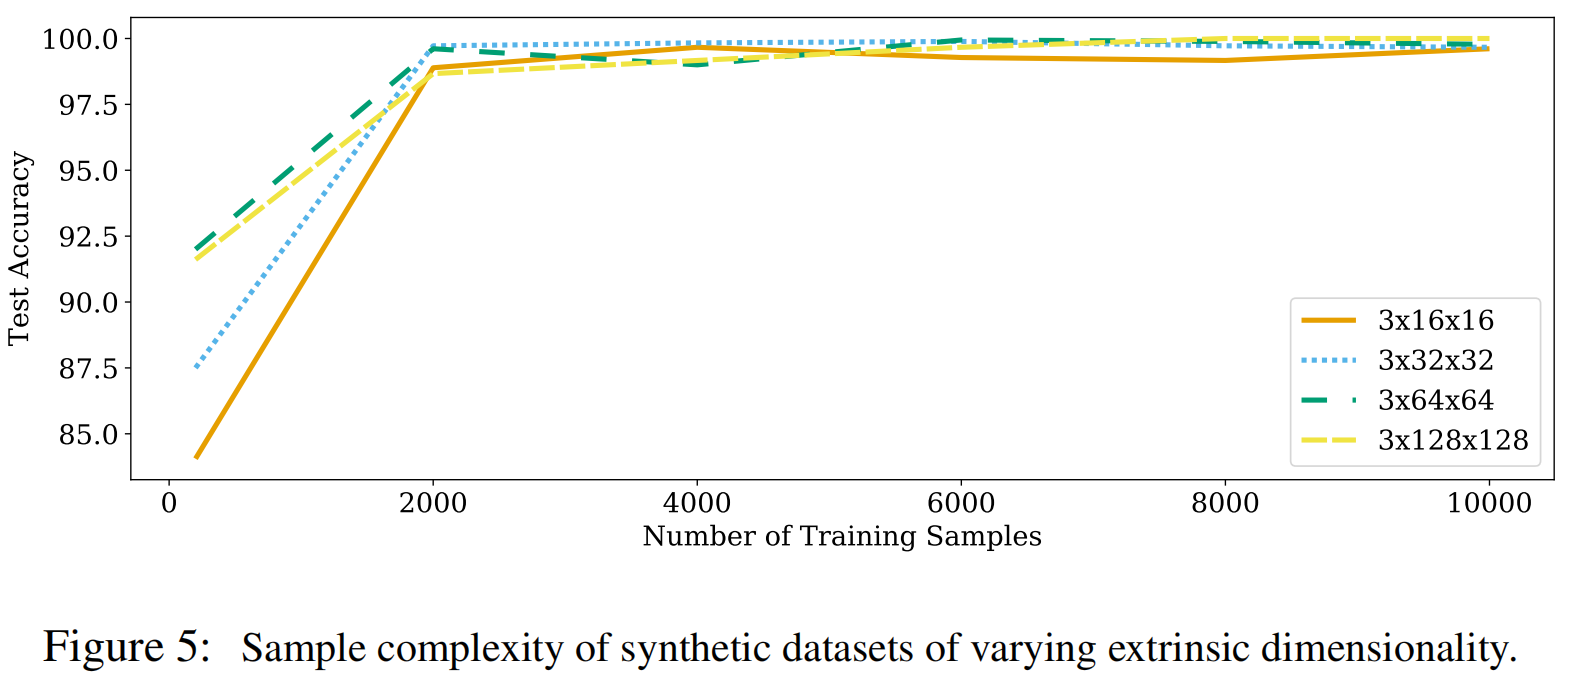 100.0
97.5
95.0
92.5
90.0
87.5
85.0
Test Accuracy
0 2000 4000 6000 8000 10000
Number of Training Samples
3x16x16
3x32x32
3x64x64
3x128x128
Figure 5: Sample complexity of synthetic datasets of varying extrinsic dimensionality.